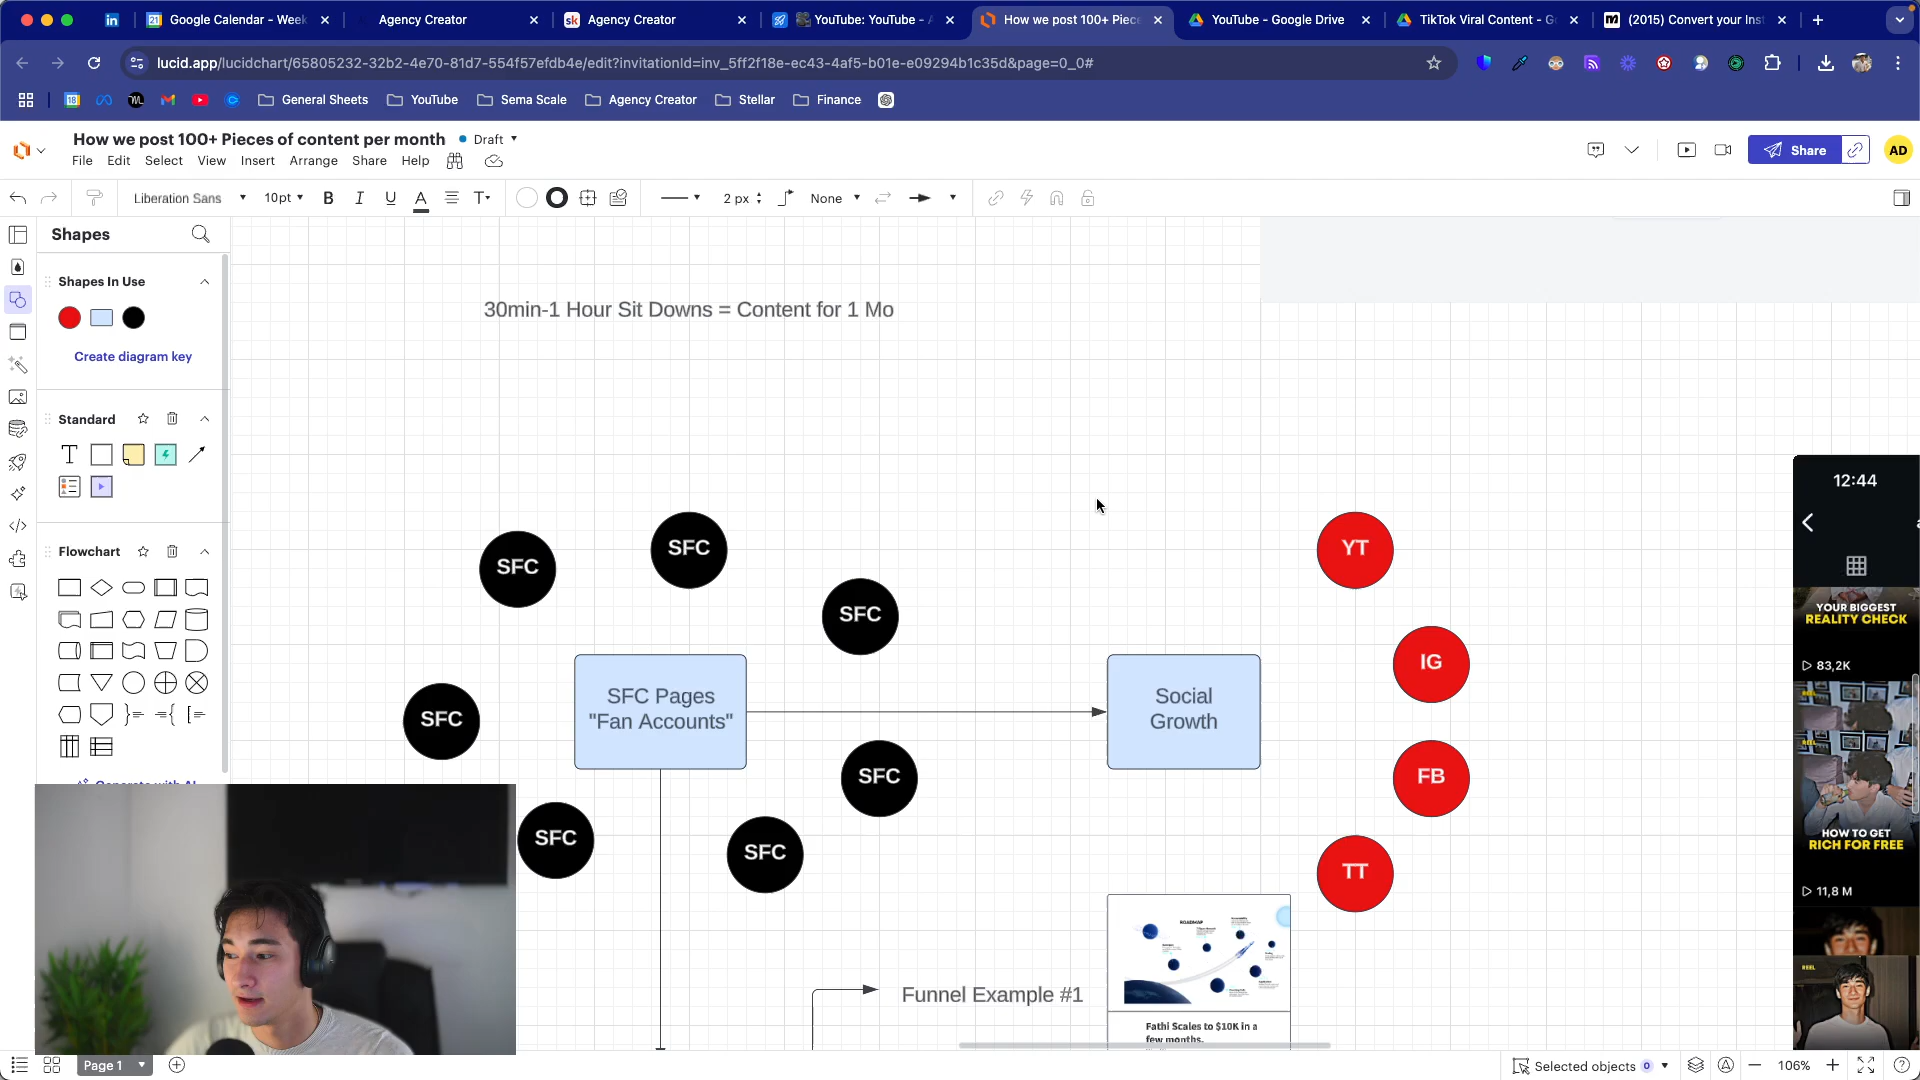 Google Calendar - Week
Agency Creator
Agency Creator
YouTube: YouTube - A
How we post 100+ Piece
YouTube - Google Drive
TikTok Viral Content - Go
(2015) Convert your Inst
lucid.app/lucidchart/65805232-32b2-4e70-81d7-554f57efdb4e/edit?invitationId=inv_5ff2f18e-ec43-4af5-b01e-e09294b1c35d&page=0_0#
General Sheets
YouTube
Sema Scale
Agency Creator
Stellar
Finance
How we post 100+ Pieces of content per month
Draft
File Edit Select View Insert Arrange Share Help
Share
AD
Liberation Sans
10pt
B I U A T
2 px
None
Shapes
Shapes In Use
Create diagram key
Standard
T
Flowchart
30min-1 Hour Sit Downs = Content for 1 Mo
SFC
SFC
SFC
SFC
SFC
SFC
SFC
SFC Pages
"Fan Accounts"
Social
Growth
YT
IG
FB
TT
Funnel Example #1
ROADMAP
Fathi Scales to $10K in a
few months.
12:44
YOUR BIGGEST
REALITY CHECK
83,2K
REEL
REEL
HOW TO GET
RICH FOR FREE
11,8 M
REEL
Page 1
Selected objects 0
106%